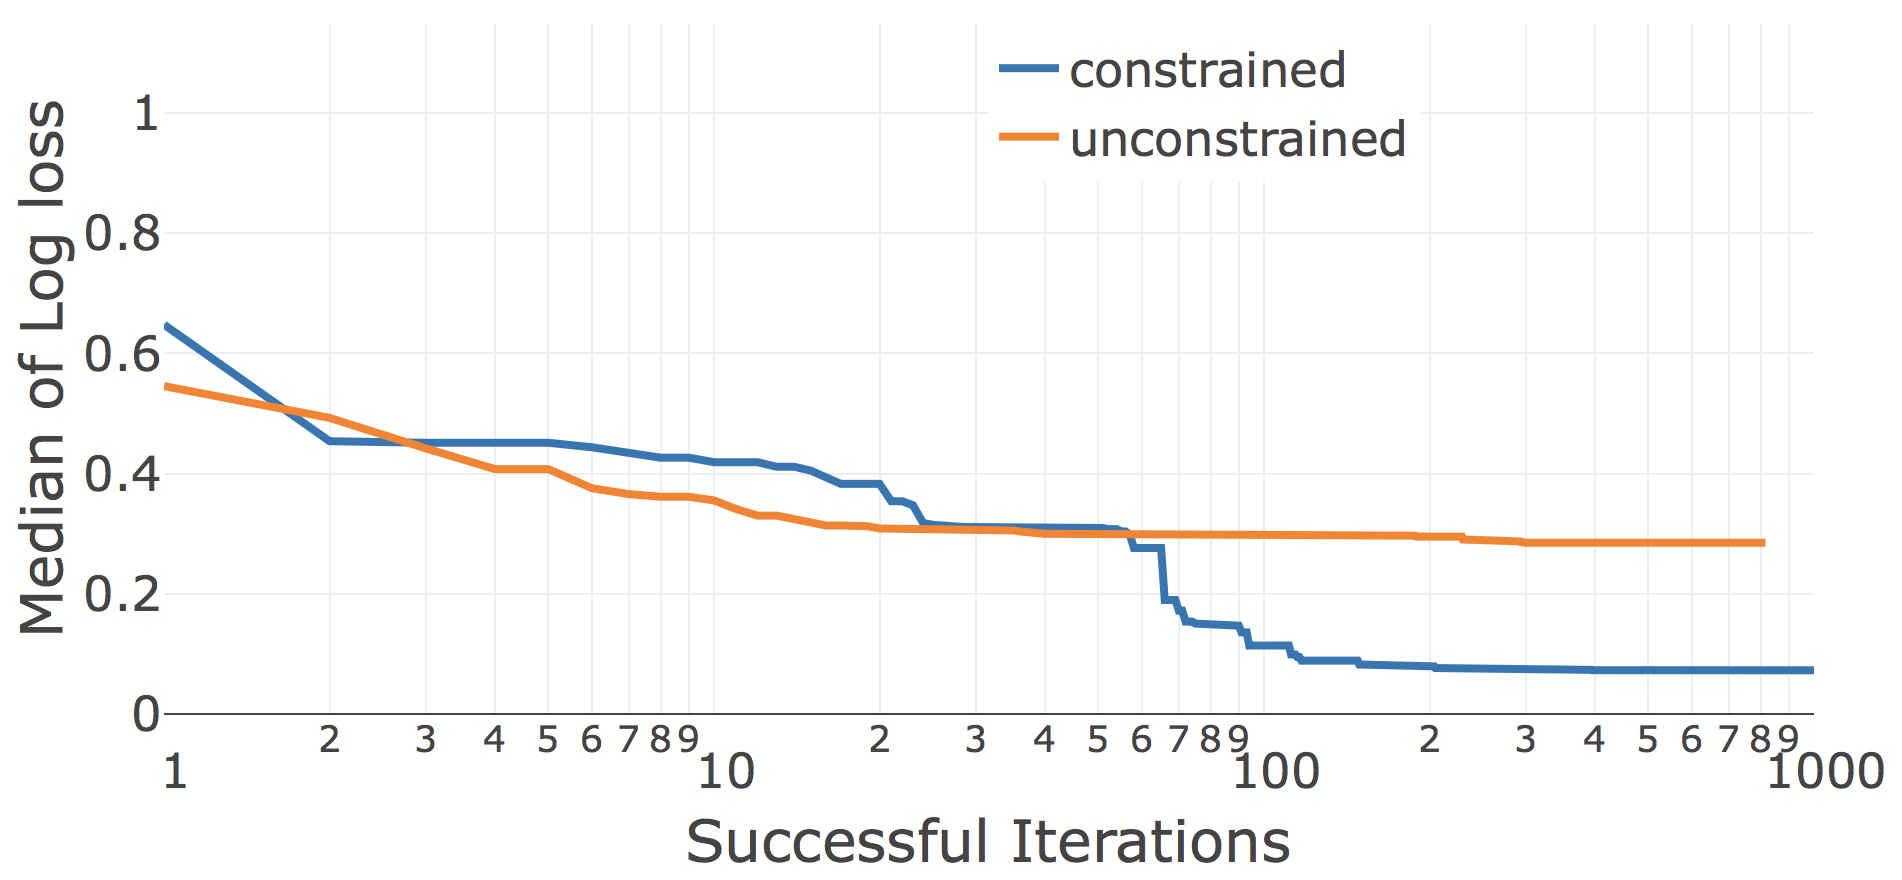 constrained
unconstrained
Median of Log loss
1
0.8
0.6
0.4
0.2
0
2 3 4 5 6 7 8 9 2 3 4 5 6 7 8 9 2 3 4 5 6 7 8 9
1 10 100 1000
Successful Iterations